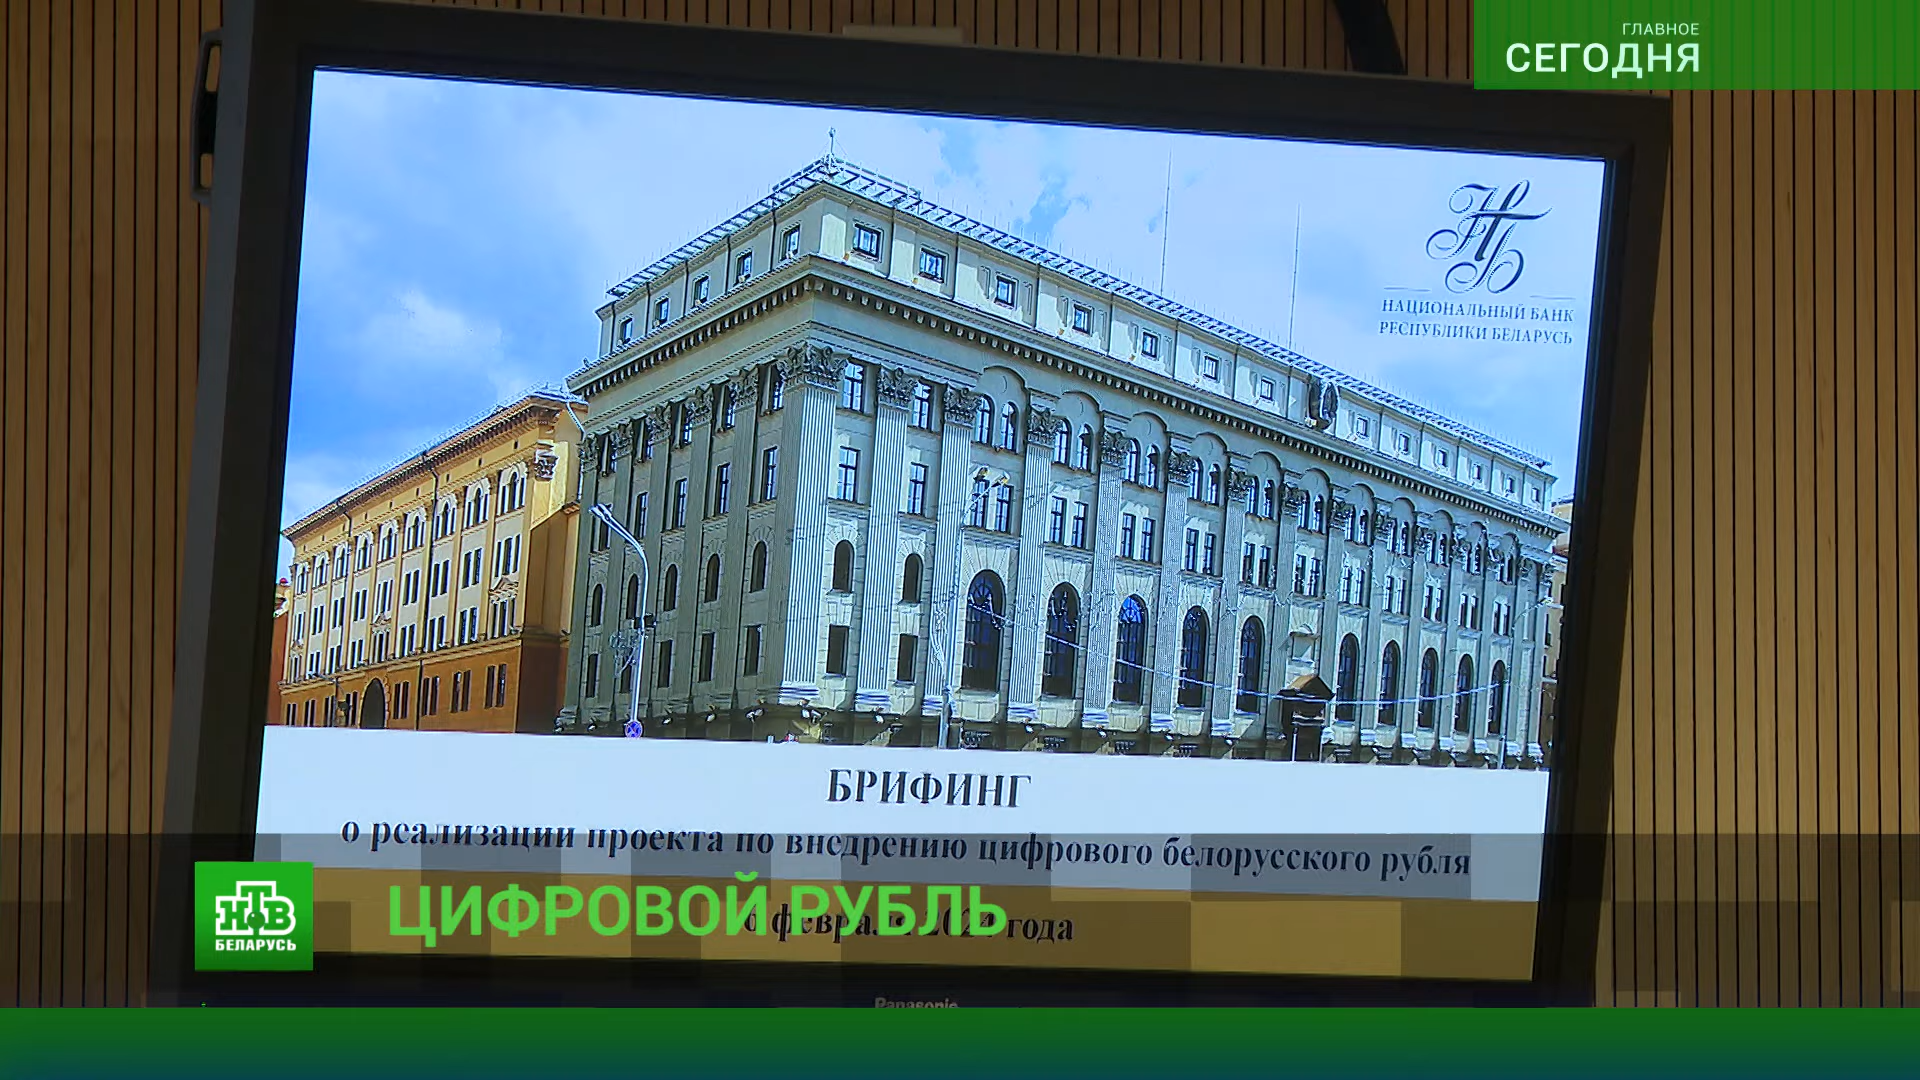 ГЛАВНОЕ
СЕГОДНЯ
НАЦИОНАЛЬНЫЙ БАНК
РЕСПУБЛИКИ БЕЛАРУСЬ
БРИФИНГ
о реализации проекта по внедрению цифрового белорусского рубля
февраля 2024 года
НТВ
БЕЛАРУСЬ
ЦИФРОВОЙ РУБЛЬ
Panasonic